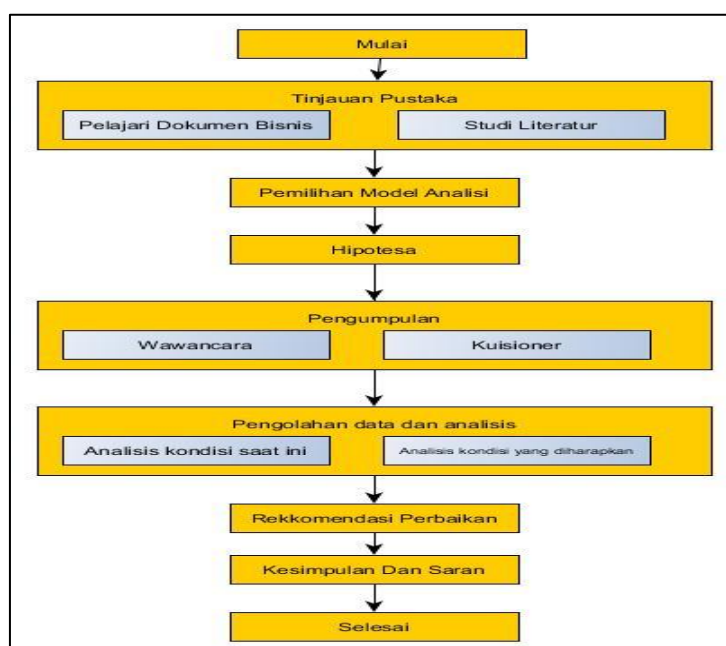 Mulai
Tinjauan Pustaka
Pelajari Dokumen Bisnis
Studi Literatur
Pemilihan Model Analisi
Hipotesa
Pengumpulan
Wawancara
Kuisioner
Pengolahan data dan analisis
Analisis kondisi saat ini
Analisis kondisi yang diharapkan
Rekkomendasi Perbaikan
Kesimpulan Dan Saran
Selesai